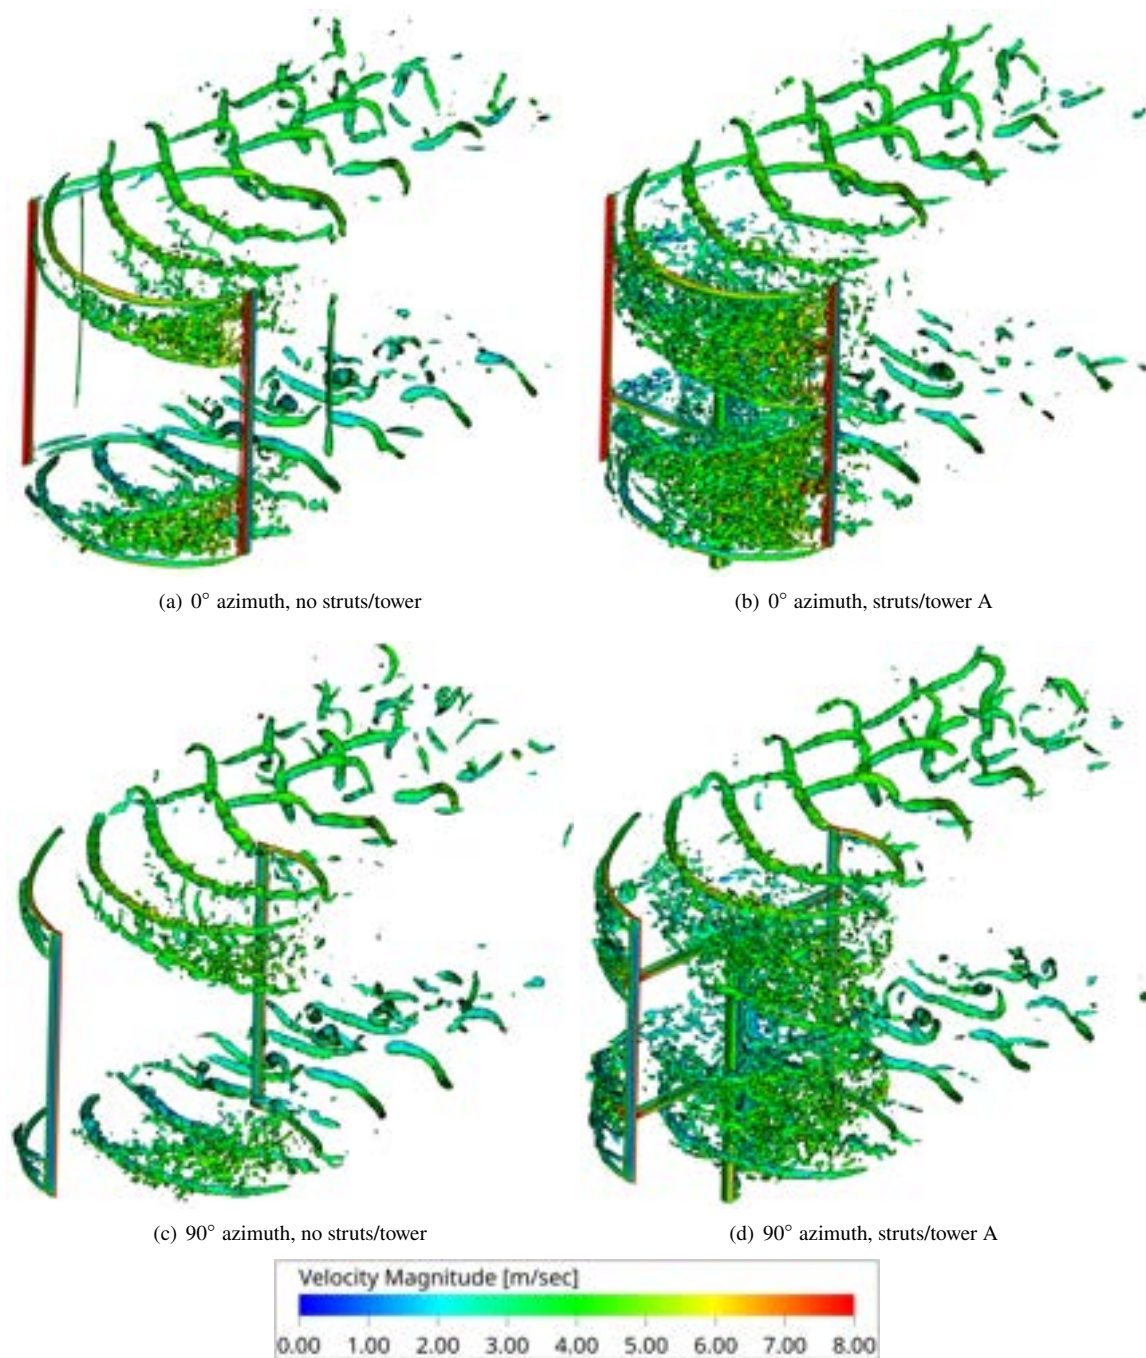 (a) 0° azimuth, no struts/tower
(b) 0° azimuth, struts/tower A
(c) 90° azimuth, no struts/tower
(d) 90° azimuth, struts/tower A
Velocity Magnitude [m/sec]
0.00 1.00 2.00 3.00 4.00 5.00 6.00 7.00 8.00